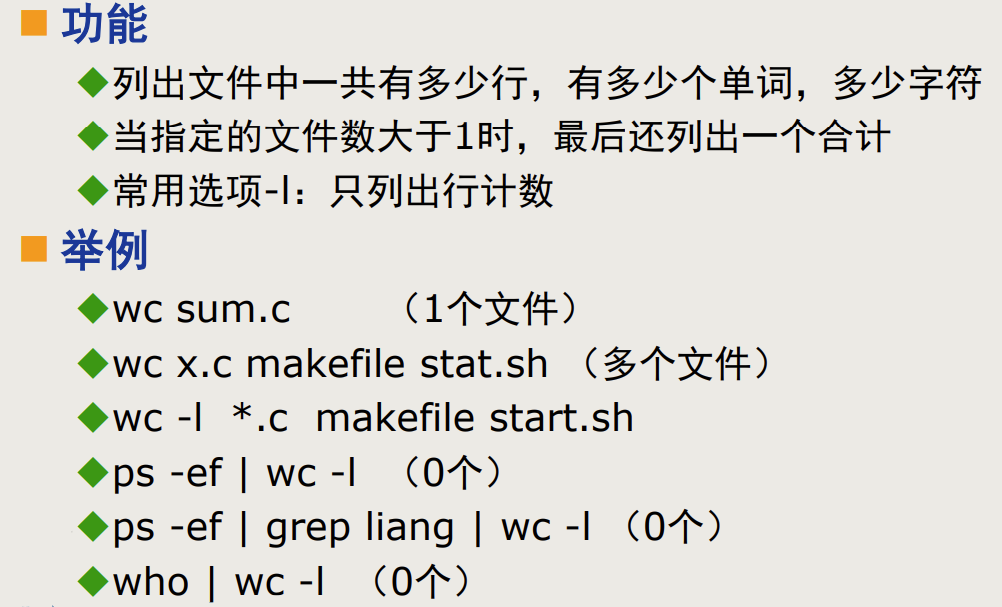 功能
列出文件中一共有多少行，有多少个单词，多少字符
当指定的文件数大于1时，最后还列出一个合计
常用选项-l：只列出行计数
举例
wc sum.c （1个文件）
wc x.c makefile stat.sh （多个文件）
wc -l *.c makefile start.sh
ps -ef | wc -l （0个）
ps -ef | grep liang | wc -l （0个）
who | wc -l （0个）